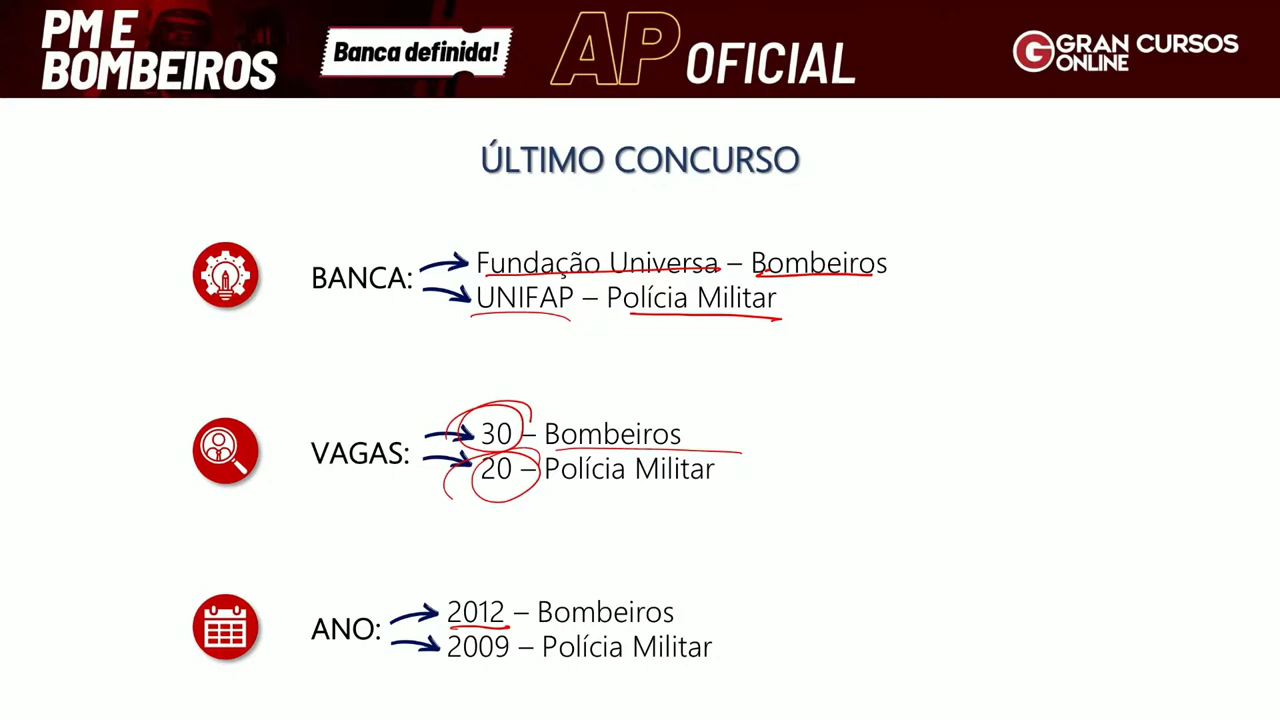 PM E
BOMBEIROS
Banca definida!
AP OFICIAL
GRAN CURSOS
ONLINE
ÚLTIMO CONCURSO
BANCA:
Fundação Universa – Bombeiros
UNIFAP – Polícia Militar
VAGAS:
30 – Bombeiros
20 – Polícia Militar
ANO:
2012 – Bombeiros
2009 – Polícia Militar